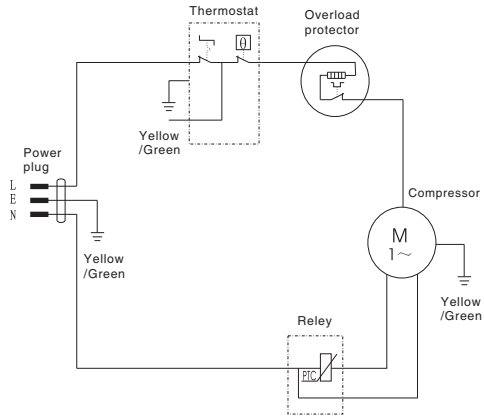 Thermostat
Overload
protector
θ
Yellow
/Green
Power
plug
L
E
N
Compressor
M
1~
Yellow
/Green
Yellow
/Green
Reley
PTC